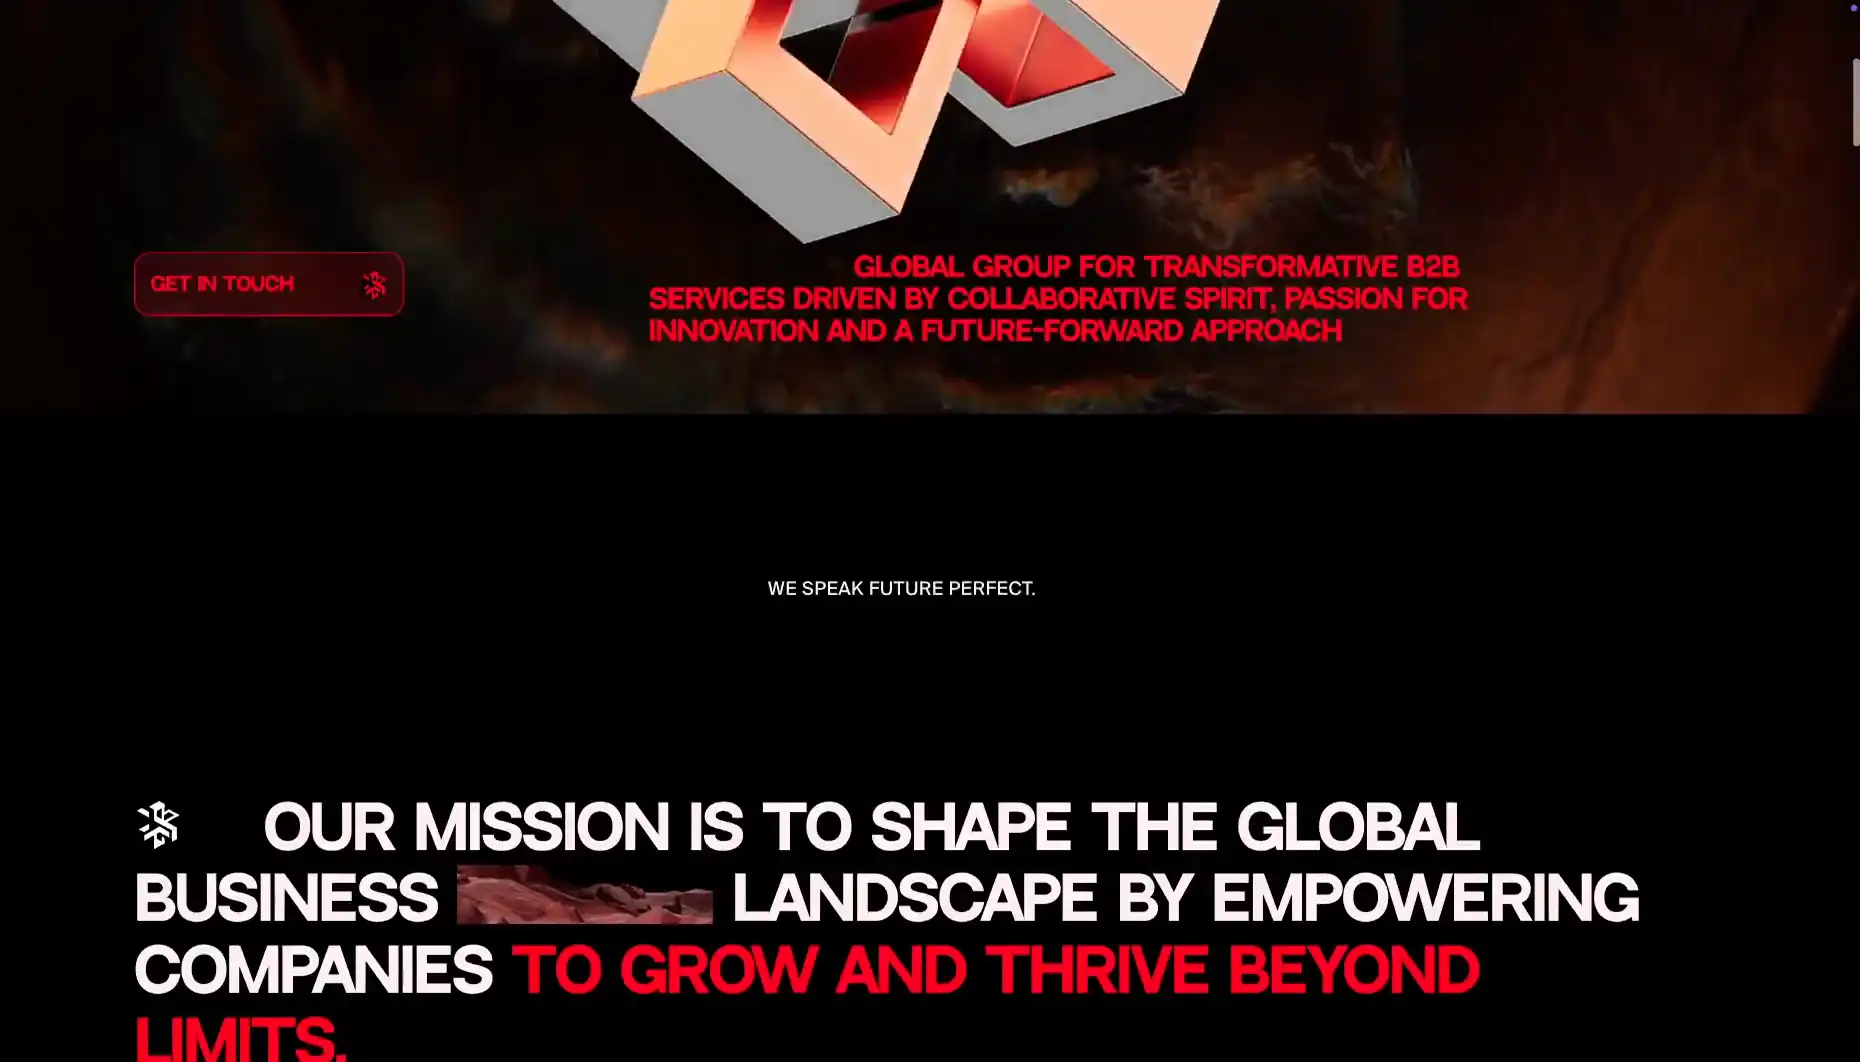 GET IN TOUCH
GLOBAL GROUP FOR TRANSFORMATIVE B2B
SERVICES DRIVEN BY COLLABORATIVE SPIRIT, PASSION FOR
INNOVATION AND A FUTURE-FORWARD APPROACH
WE SPEAK FUTURE PERFECT.
OUR MISSION IS TO SHAPE THE GLOBAL
BUSINESS LANDSCAPE BY EMPOWERING
COMPANIES TO GROW AND THRIVE BEYOND
LIMITS.